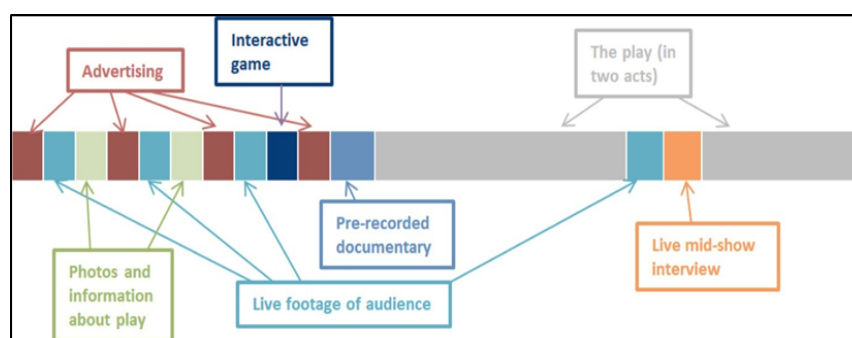 Interactive
game
The play (in
two acts)
Advertising
Pre-recorded
documentary
Live mid-show
interview
Photos and
information
about play
Live footage of audience